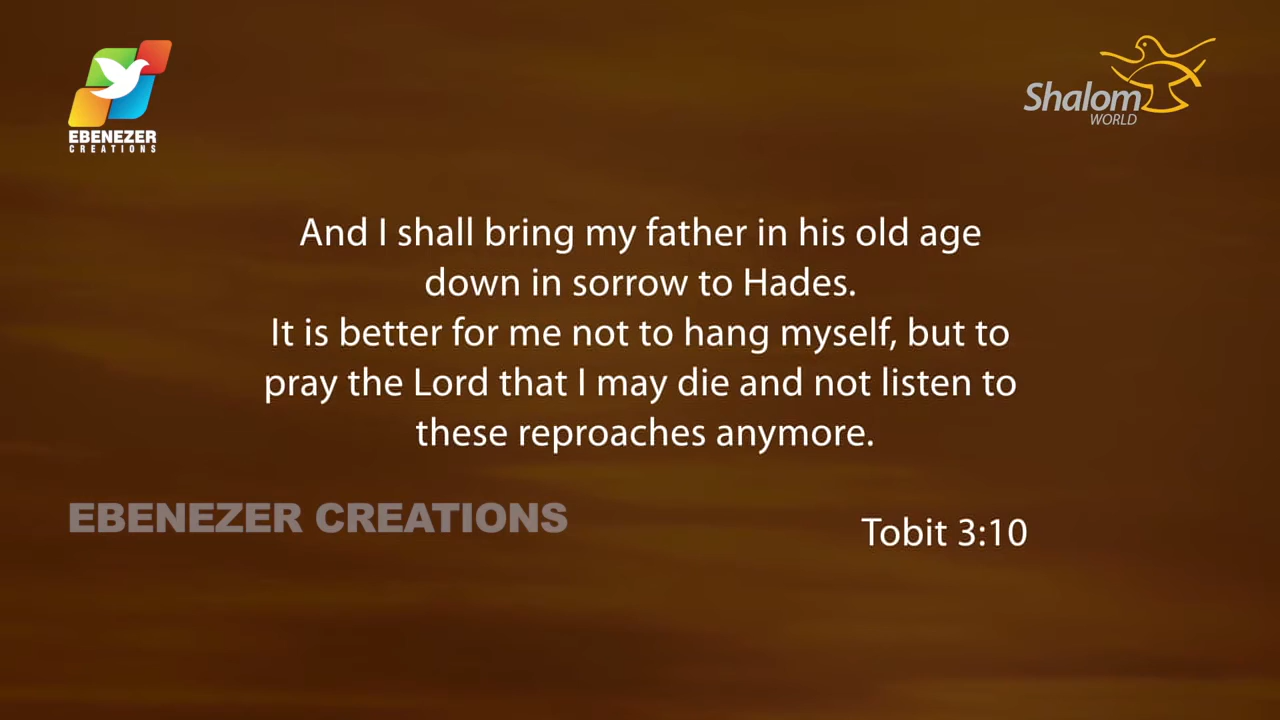 EBENEZER
CREATIONS
Shalom
WORLD
And I shall bring my father in his old age
down in sorrow to Hades.
It is better for me not to hang myself, but to
pray the Lord that I may die and not listen to
these reproaches anymore.
EBENEZER CREATIONS
Tobit 3:10